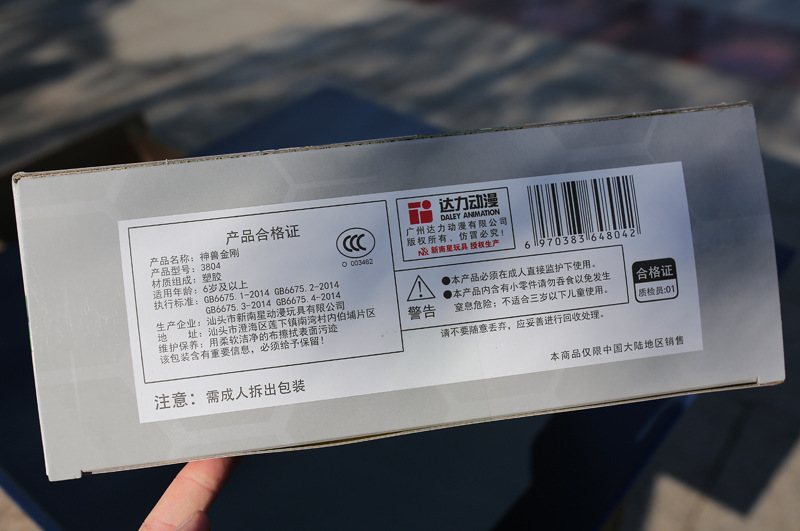 产品合格证
产品名称：神兽金刚
产品型号：3804
材质组成：塑胶
适用年龄：6岁及以上
执行标准：GB6675.1-2014 GB6675.2-2014
GB6675.3-2014 GB6675.4-2014
生产企业：汕头市新南星动漫玩具有限公司
地 址：汕头市澄海区莲下镇南湾村内伯埔片区
维护保养：用柔软洁净的布擦拭表面污迹
该包装含有重要信息，必须给予保留！
CCC
003462
注意：需成人拆出包装
达力动漫
DALEY ANIMATION
广州达力动漫有限公司
版权所有，仿冒必究！
新南星玩具 授权生产
6 970383 648042
警告
●本产品必须在成人直接监护下使用。
●本产品内含有小零件请勿吞食以免发生
窒息危险；不适合三岁以下儿童使用。
合格证
质检员:01
请不要随意丢弃，应妥善进行回收处理。
本商品仅限中国大陆地区销售